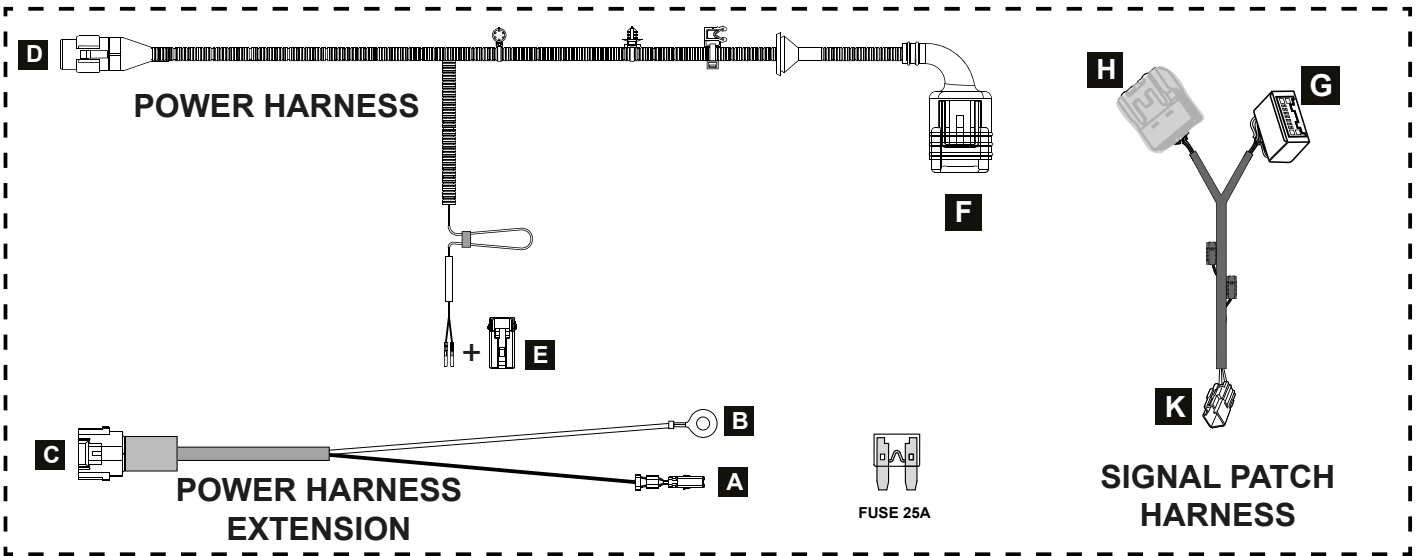 D
POWER HARNESS
H
G
F
+
E
K
C
B
A
POWER HARNESS
EXTENSION
FUSE 25A
SIGNAL PATCH
HARNESS